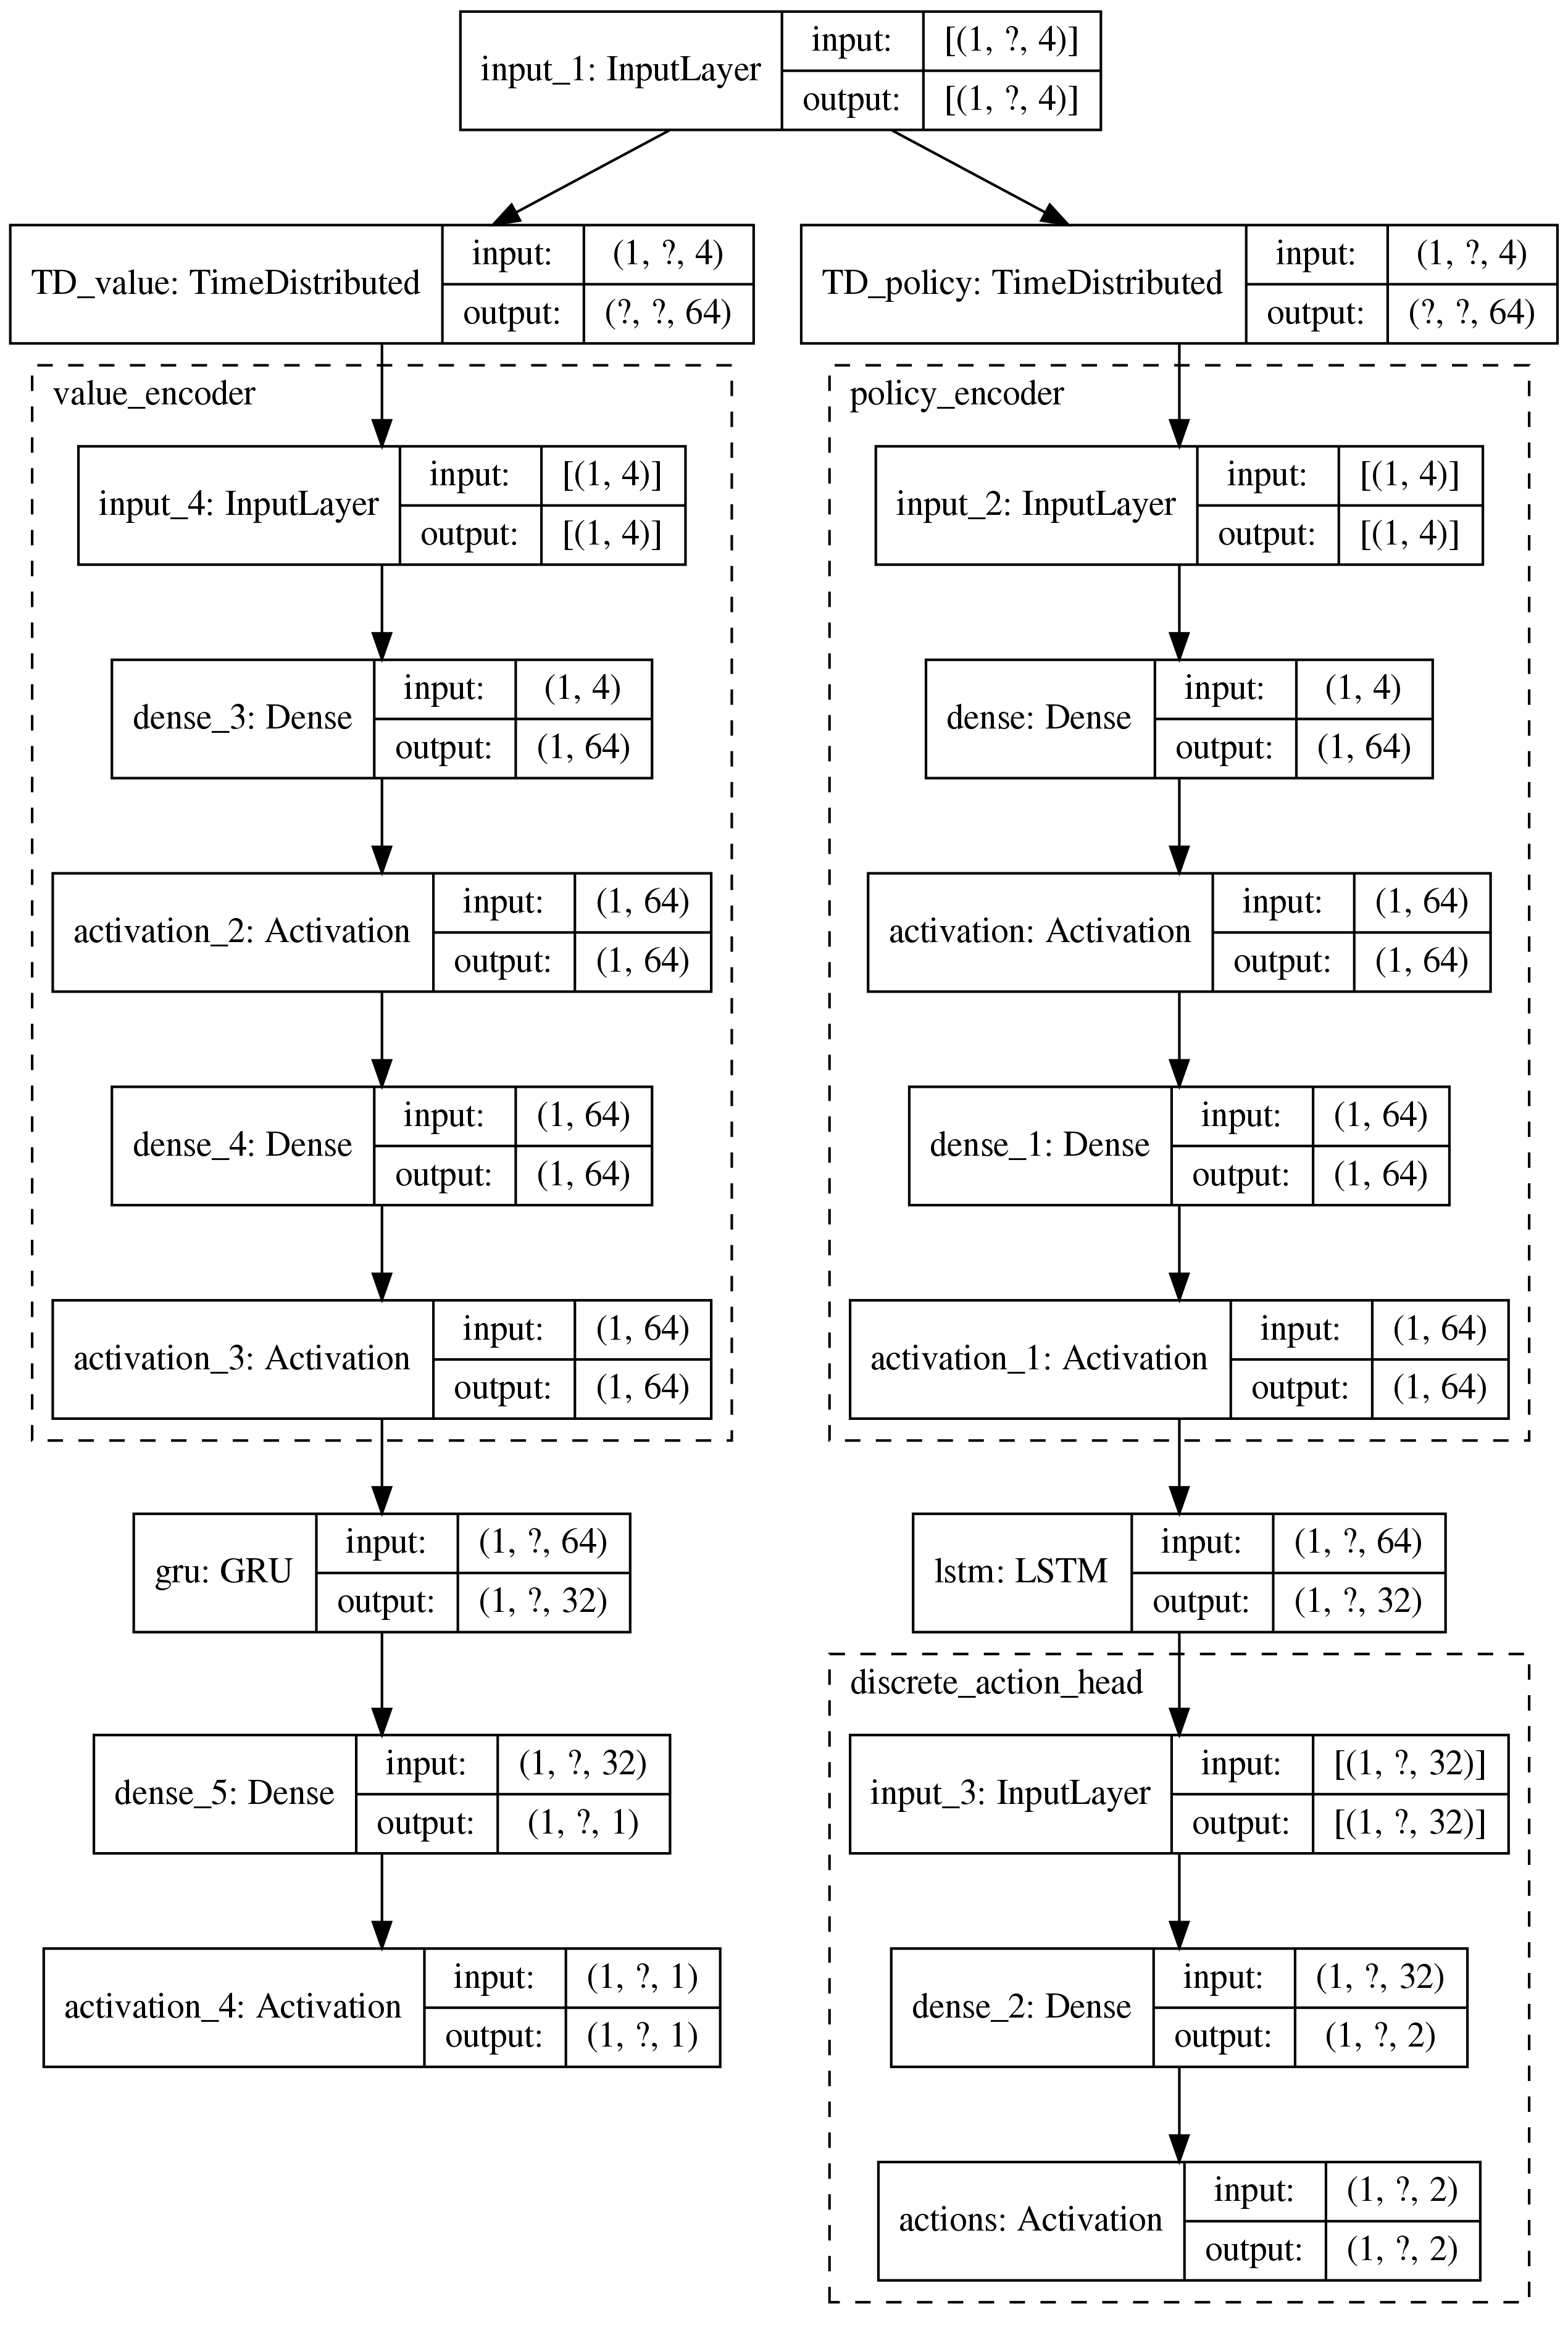 input_1: InputLayer
input: [(1, ?, 4)]
output: [(1, ?, 4)]
TD_value: TimeDistributed
input: (1, ?, 4)
output: (?, ?, 64)
TD_policy: TimeDistributed
input: (1, ?, 4)
output: (?, ?, 64)
value_encoder
input_4: InputLayer
input: [(1, 4)]
output: [(1, 4)]
dense_3: Dense
input: (1, 4)
output: (1, 64)
activation_2: Activation
input: (1, 64)
output: (1, 64)
dense_4: Dense
input: (1, 64)
output: (1, 64)
activation_3: Activation
input: (1, 64)
output: (1, 64)
gru: GRU
input: (1, ?, 64)
output: (1, ?, 32)
dense_5: Dense
input: (1, ?, 32)
output: (1, ?, 1)
activation_4: Activation
input: (1, ?, 1)
output: (1, ?, 1)
policy_encoder
input_2: InputLayer
input: [(1, 4)]
output: [(1, 4)]
dense: Dense
input: (1, 4)
output: (1, 64)
activation: Activation
input: (1, 64)
output: (1, 64)
dense_1: Dense
input: (1, 64)
output: (1, 64)
activation_1: Activation
input: (1, 64)
output: (1, 64)
lstm: LSTM
input: (1, ?, 64)
output: (1, ?, 32)
discrete_action_head
input_3: InputLayer
input: [(1, ?, 32)]
output: [(1, ?, 32)]
dense_2: Dense
input: (1, ?, 32)
output: (1, ?, 2)
actions: Activation
input: (1, ?, 2)
output: (1, ?, 2)